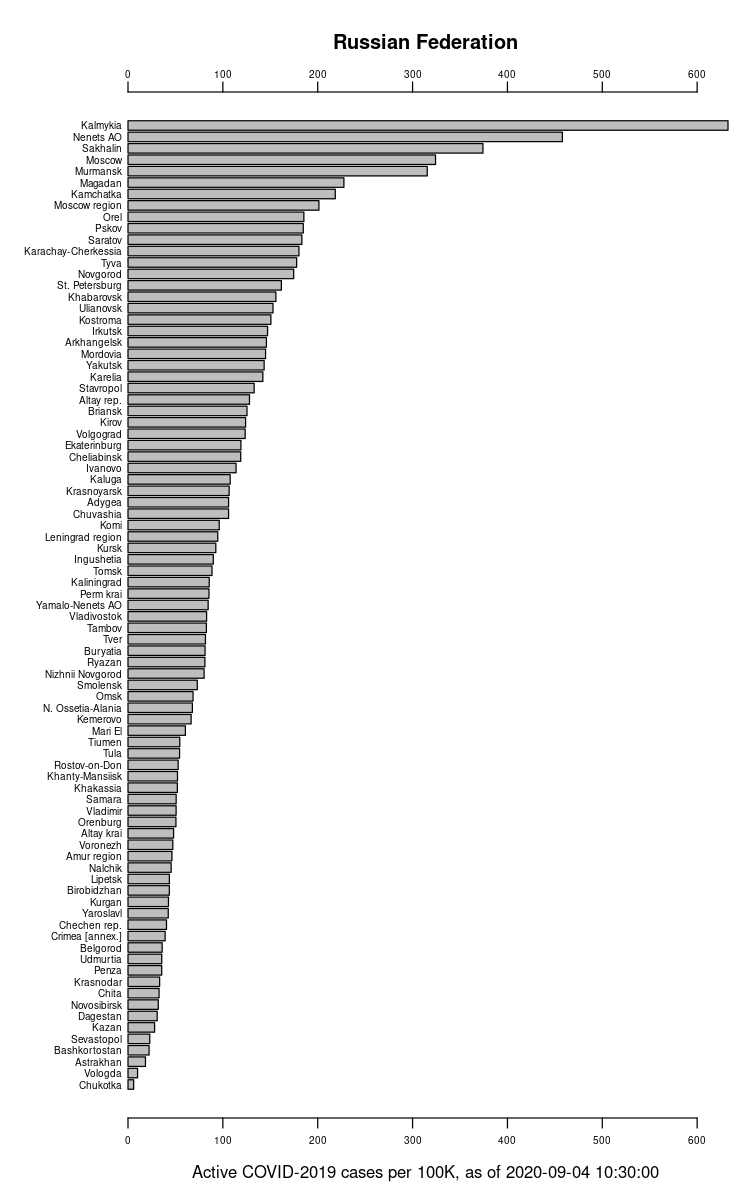 Russian Federation
0 100 200 300 400 500 600
Kalmykia
Nenets AO
Sakhalin
Moscow
Murmansk
Magadan
Kamchatka
Moscow region
Orel
Pskov
Saratov
Karachay-Cherkessia
Tyva
Novgorod
St. Petersburg
Khabarovsk
Ulianovsk
Kostroma
Irkutsk
Arkhangelsk
Mordovia
Yakutsk
Karelia
Stavropol
Altay rep.
Briansk
Kirov
Volgograd
Ekaterinburg
Cheliabinsk
Ivanovo
Kaluga
Krasnoyarsk
Adygea
Chuvashia
Komi
Leningrad region
Kursk
Ingushetia
Tomsk
Kaliningrad
Perm krai
Yamalo-Nenets AO
Vladivostok
Tambov
Tver
Buryatia
Ryazan
Nizhnii Novgorod
Smolensk
Omsk
N. Ossetia-Alania
Kemerovo
Mari El
Tiumen
Tula
Rostov-on-Don
Khanty-Mansiisk
Khakassia
Samara
Vladimir
Orenburg
Altay krai
Voronezh
Amur region
Nalchik
Lipetsk
Birobidzhan
Kurgan
Yaroslavl
Chechen rep.
Crimea [annex.]
Belgorod
Udmurtia
Penza
Krasnodar
Chita
Novosibirsk
Dagestan
Kazan
Sevastopol
Bashkortostan
Astrakhan
Vologda
Chukotka
0 100 200 300 400 500 600
Active COVID-2019 cases per 100K, as of 2020-09-04 10:30:00